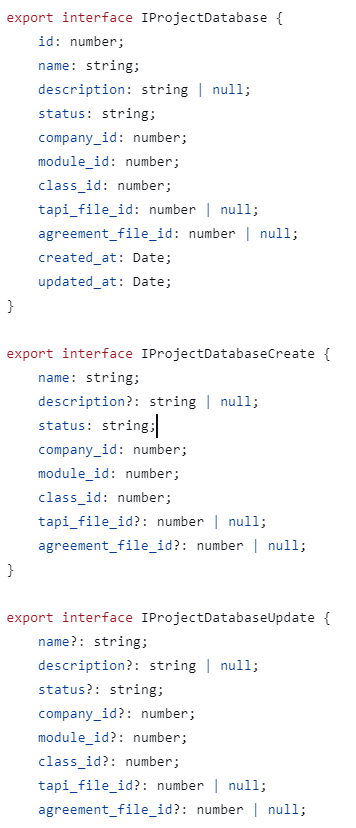 export interface IProjectDatabase {
    id: number;
    name: string;
    description: string | null;
    status: string;
    company_id: number;
    module_id: number;
    class_id: number;
    tapi_file_id: number | null;
    agreement_file_id: number | null;
    created_at: Date;
    updated_at: Date;
}

export interface IProjectDatabaseCreate {
    name: string;
    description?: string | null;
    status: string;
    company_id: number;
    module_id: number;
    class_id: number;
    tapi_file_id?: number | null;
    agreement_file_id?: number | null;
}

export interface IProjectDatabaseUpdate {
    name?: string;
    description?: string | null;
    status?: string;
    company_id?: number;
    module_id?: number;
    class_id?: number;
    tapi_file_id?: number | null;
    agreement_file_id?: number | null;